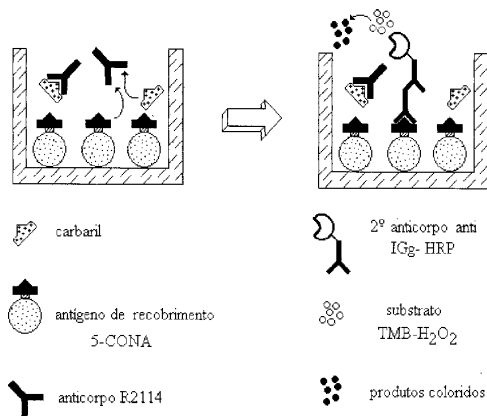 carbaril
antígeno de recobrimento
5-CONA
anticorpo R2114
2º anticorpo anti
IGg- HRP
substrato
TMB-H₂O₂
produtos coloridos